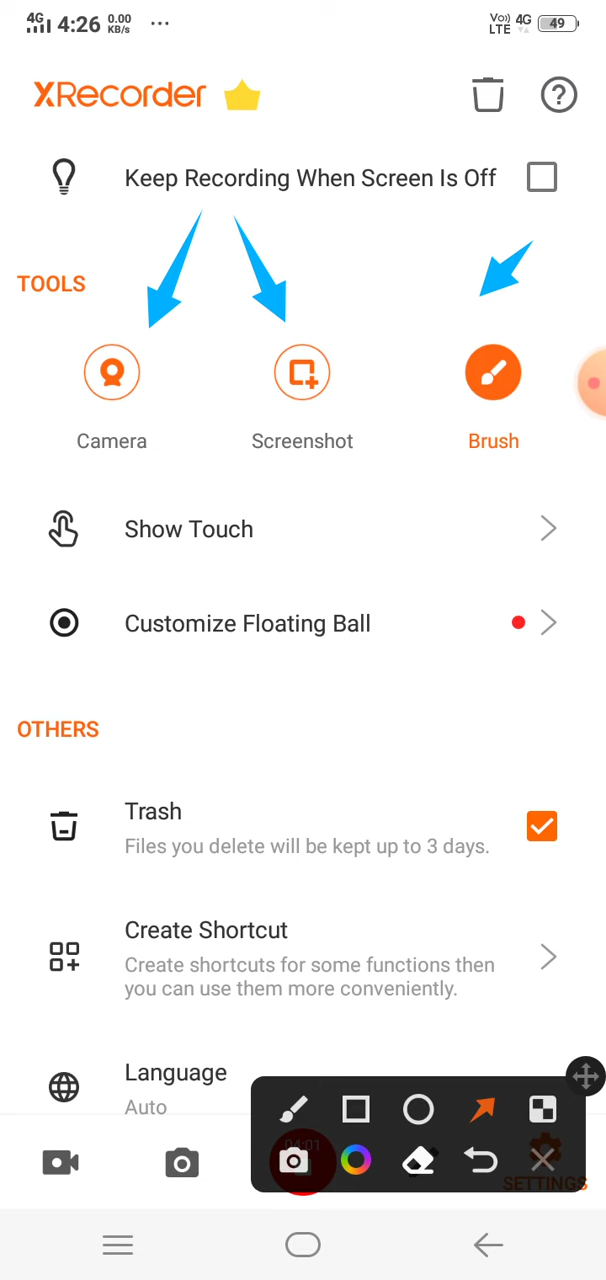 4G 4:26 0.00 KB/s ... Vo)) LTE 4G 49
XRecorder
Keep Recording When Screen Is Off
TOOLS
Camera Screenshot Brush
Show Touch
Customize Floating Ball
OTHERS
Trash
Files you delete will be kept up to 3 days.
Create Shortcut
Create shortcuts for some functions then
you can use them more conveniently.
Language
Auto
04:01
SETTINGS